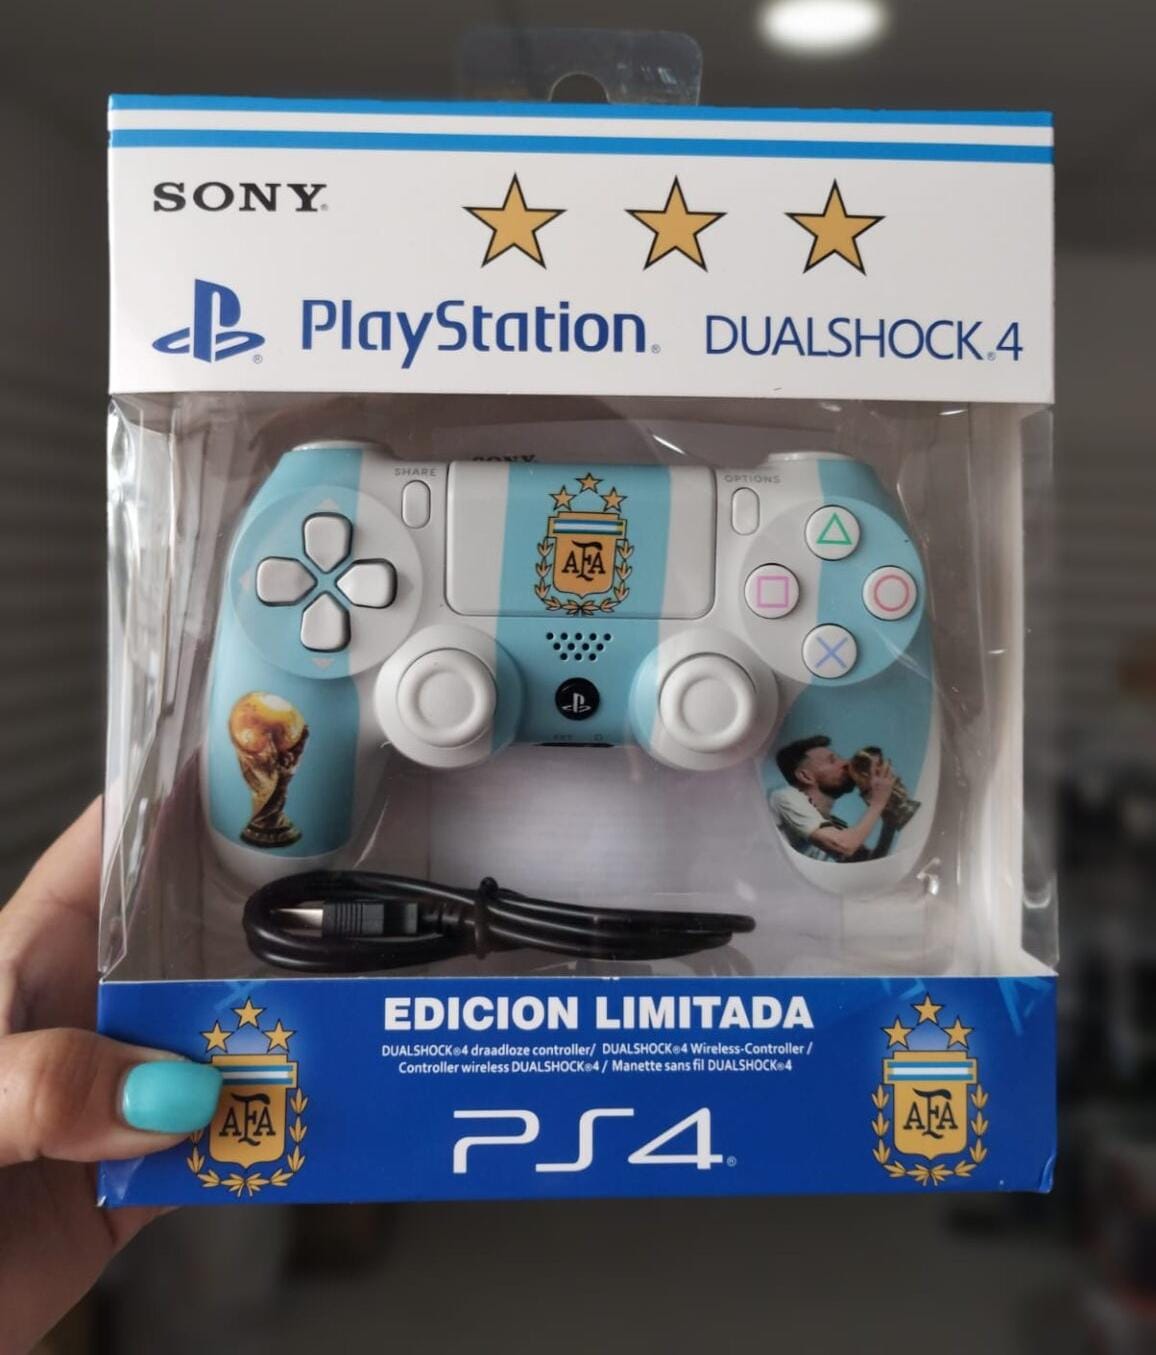 SONY
PlayStation® DUALSHOCK®4
SONY
SHARE
OPTIONS
AFA
EDICION LIMITADA
DUALSHOCK®4 draadloze controller/ DUALSHOCK®4 Wireless-Controller /
Controller wireless DUALSHOCK®4 / Manette sans fil DUALSHOCK®4
AFA
AFA
PS4®